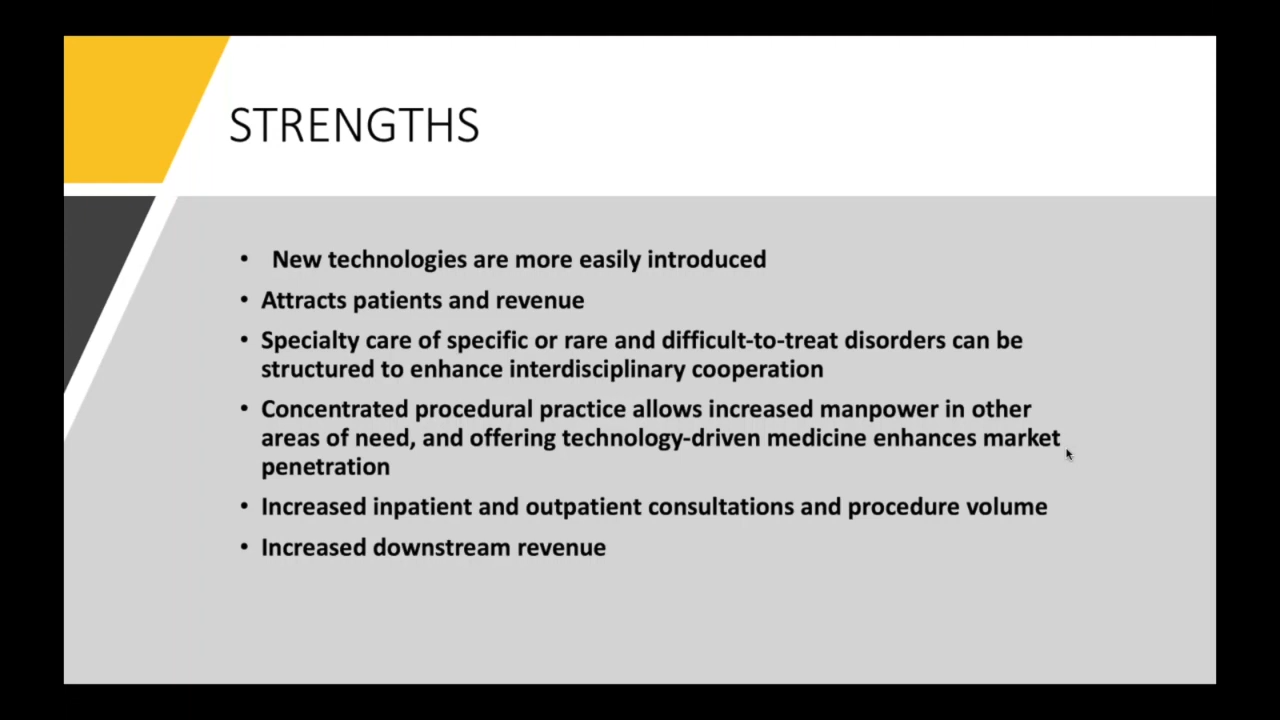 STRENGTHS
• New technologies are more easily introduced
• Attracts patients and revenue
• Specialty care of specific or rare and difficult-to-treat disorders can be
structured to enhance interdisciplinary cooperation
• Concentrated procedural practice allows increased manpower in other
areas of need, and offering technology-driven medicine enhances market
penetration
• Increased inpatient and outpatient consultations and procedure volume
• Increased downstream revenue